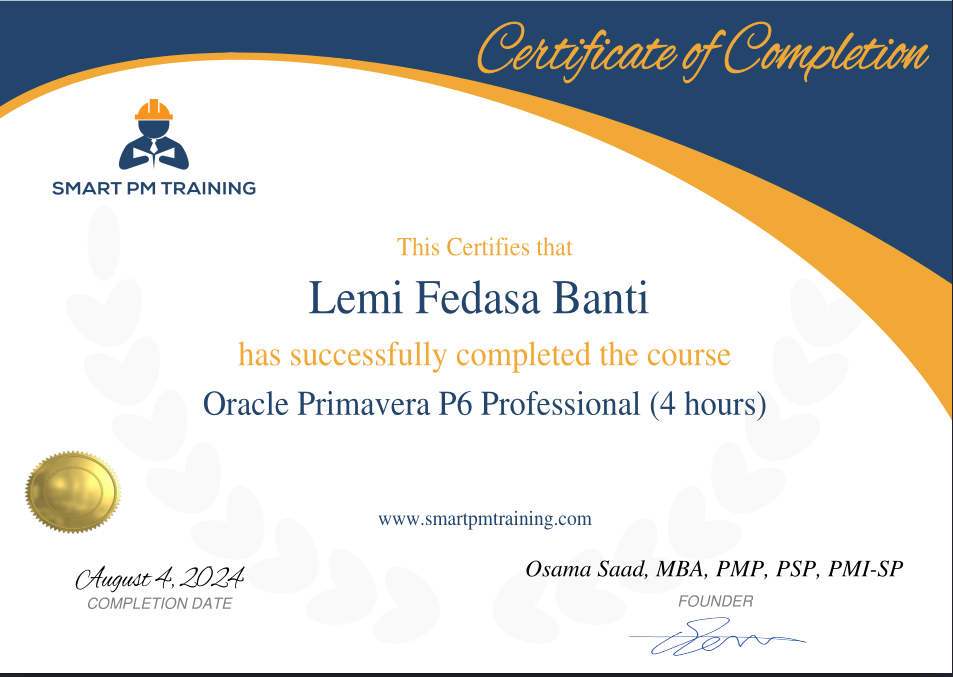 Certificate of Completion
SMART PM TRAINING
This Certifies that
Lemi Fedasa Banti
has successfully completed the course
Oracle Primavera P6 Professional (4 hours)
www.smartpmtraining.com
August 4, 2024
COMPLETION DATE
Osama Saad, MBA, PMP, PSP, PMI-SP
FOUNDER